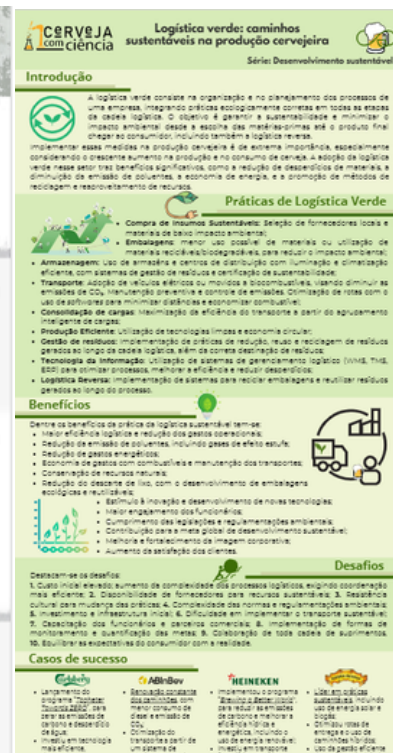 CERVEJA
com ciência
Logística verde: caminhos
sustentáveis na produção cervejeira
Série: Desenvolvimento sustentável
Introdução
A logística verde consiste na organização e no planejamento dos processos de
uma empresa, integrando práticas ecologicamente corretas em todas as etapas
da cadeia logística. O objetivo é garantir a sustentabilidade e minimizar o
impacto ambiental desde a escolha das matérias-primas até o produto final
chegar ao consumidor, incluindo também a logística reversa.
Implementar essas medidas na produção cervejeira é de extrema importância, especialmente
considerando o crescente aumento na produção e no consumo de cerveja. A adoção da logística
verde nesse setor traz benefícios significativos, como a redução de desperdícios de materiais, a
diminuição da emissão de poluentes, a economia de energia, e a promoção de métodos de
reciclagem e reaproveitamento de recursos.
Práticas de Logística Verde
• Compra de Insumos Sustentáveis: Seleção de fornecedores locais e
materiais de baixo impacto ambiental;
• Embalagens: menor uso possível de materiais ou utilização de
materiais recicláveis/biodegradáveis, para reduzir o impacto ambiental;
• Armazenagem: Uso de armazéns e centros de distribuição com iluminação e climatização
eficiente, com sistemas de gestão de resíduos e certificação de sustentabilidade;
• Transporte: Adoção de veículos elétricos ou movidos a biocombustíveis, visando diminuir as
emissões de CO₂. Manutenção preventiva e controle de emissões. Otimização de rotas com o
uso de softwares para minimizar distâncias e economizar combustível;
• Consolidação de cargas: Maximização da eficiência do transporte a partir do agrupamento
inteligente de cargas;
• Produção Eficiente: Utilização de tecnologias limpas e economia circular;
• Gestão de resíduos: Implementação de práticas de redução, reuso e reciclagem de resíduos
gerados ao longo da cadeia logística, além da correta destinação de resíduos;
• Tecnologia da Informação: Utilização de sistemas de gerenciamento logístico (WMS, TMS,
ERP) para otimizar processos, melhorar a eficiência e reduzir desperdícios;
• Logística Reversa: Implementação de sistemas para reciclar embalagens e reutilizar resíduos
gerados ao longo do processo.
Benefícios
Dentre os benefícios da prática da logística sustentável tem-se:
• Maior eficiência logística e redução dos gastos operacionais;
• Redução da emissão de poluentes, incluindo gases de efeito estufa;
• Redução de gastos energéticos;
• Economia de gastos com combustíveis e manutenção dos transportes;
• Conservação de recursos naturais;
• Redução do descarte de lixo, com o desenvolvimento de embalagens
ecológicas e reutilizáveis;
• Estímulo à inovação e desenvolvimento de novas tecnologias;
• Maior engajamento dos funcionários;
• Cumprimento das legislações e regulamentações ambientais;
• Contribuição para a meta global de desenvolvimento sustentável;
• Melhoria e fortalecimento da imagem corporativa;
• Aumento da satisfação dos clientes.
Desafios
Destacam-se os desafios:
1. Custo inicial elevado; aumento da complexidade dos processos logísticos, exigindo coordenação
mais eficiente; 2. Disponibilidade de fornecedores para recursos sustentáveis; 3. Resistência
cultural para mudança das práticas; 4. Complexidade das normas e regulamentações ambientais;
5. Investimento e infraestrutura inicial; 6. Dificuldade em implementar o transporte sustentável;
7. Capacitação dos funcionários e parceiros comerciais; 8. Implementação de formas de
monitoramento e quantificação das metas; 9. Colaboração de toda cadeia de suprimentos;
10. Equilibrar as expectativas do consumidor com a realidade.
Casos de sucesso
Carlsberg
• Lançamento do
programa "Together
Towards ZERO", para
zerar as emissões de
carbono e desperdício
de água;
• Investiu em tecnologia
mais eficiente,
ABInBev
• Renovação constante
dos caminhões, com
menor consumo de
diesel e emissão de
CO₂;
• Otimização do
transporte a partir de
um sistema de
HEINEKEN
• Implementou o programa
"Brewing a Better World",
para reduzir as emissões
de carbono e melhorar a
eficiência hídrica e
energética, incluindo o
uso de energia renovável;
• Investiu em transporte
• Líder em práticas
sustentáveis, incluindo
uso de energia solar e
biogás;
• Otimizou rotas de
entrega e o uso de
caminhões híbridos;
uso da gestão eficiente